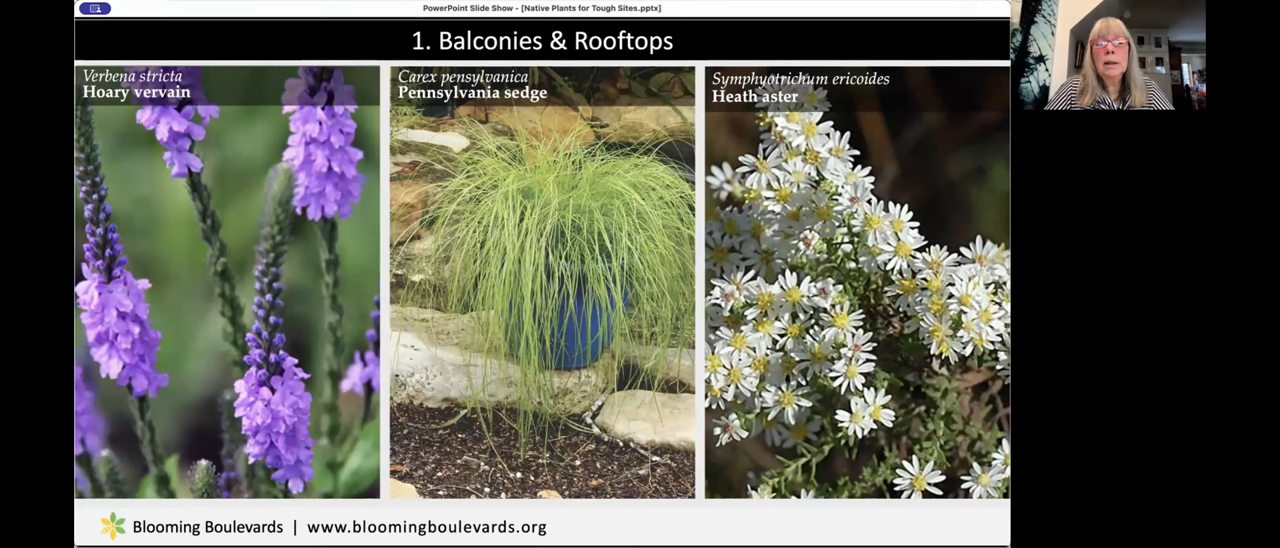 PowerPoint Slide Show - [Native Plants for Tough Sites.pptx]
1. Balconies & Rooftops
Verbena stricta
Hoary vervain
Carex pensylvanica
Pennsylvania sedge
Symphyotrichum ericoides
Heath aster
Blooming Boulevards | www.bloomingboulevards.org